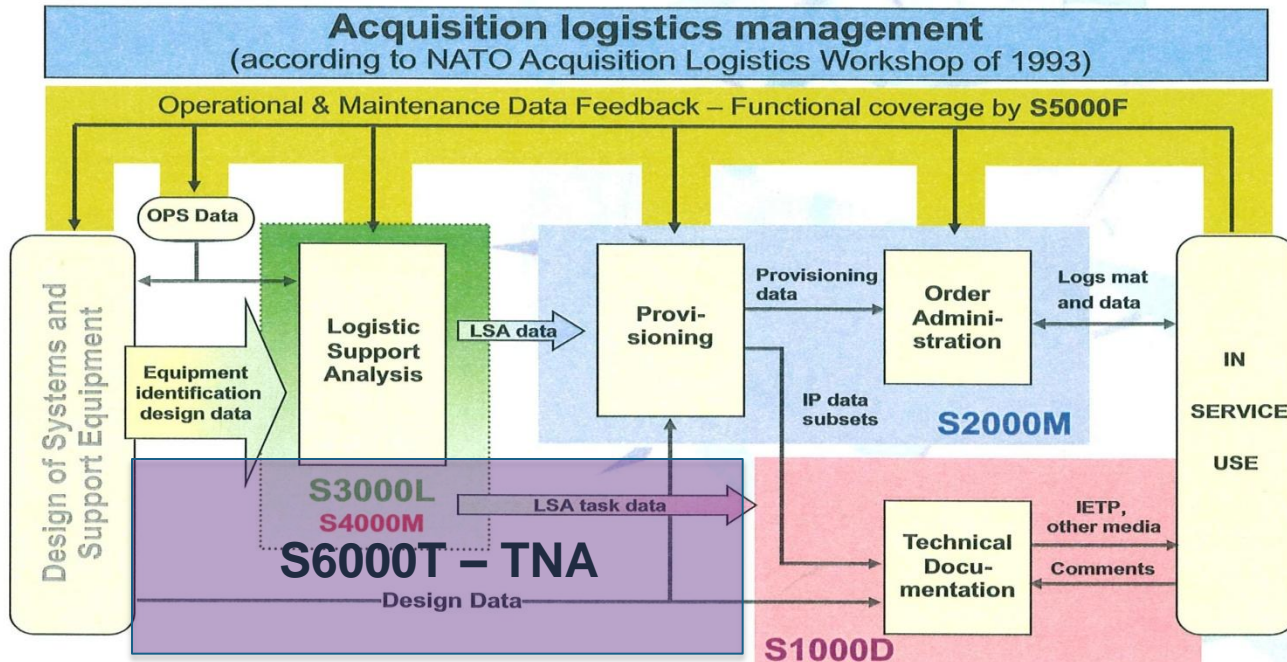 Acquisition logistics management
(according to NATO Acquisition Logistics Workshop of 1993)
Operational & Maintenance Data Feedback – Functional coverage by S5000F
OPS Data
Design of Systems and
Support Equipment
Equipment
identification
design data
Logistic
Support
Analysis
S3000L
S4000M
LSA data
Provi-
sioning
Provisioning
data
Order
Admini-
stration
Logs mat
and data
IP data
subsets
S2000M
IN
SERVICE
USE
LSA task data
S6000T – TNA
Design Data
Technical
Docu-
mentation
IETP,
other media
Comments
S1000D